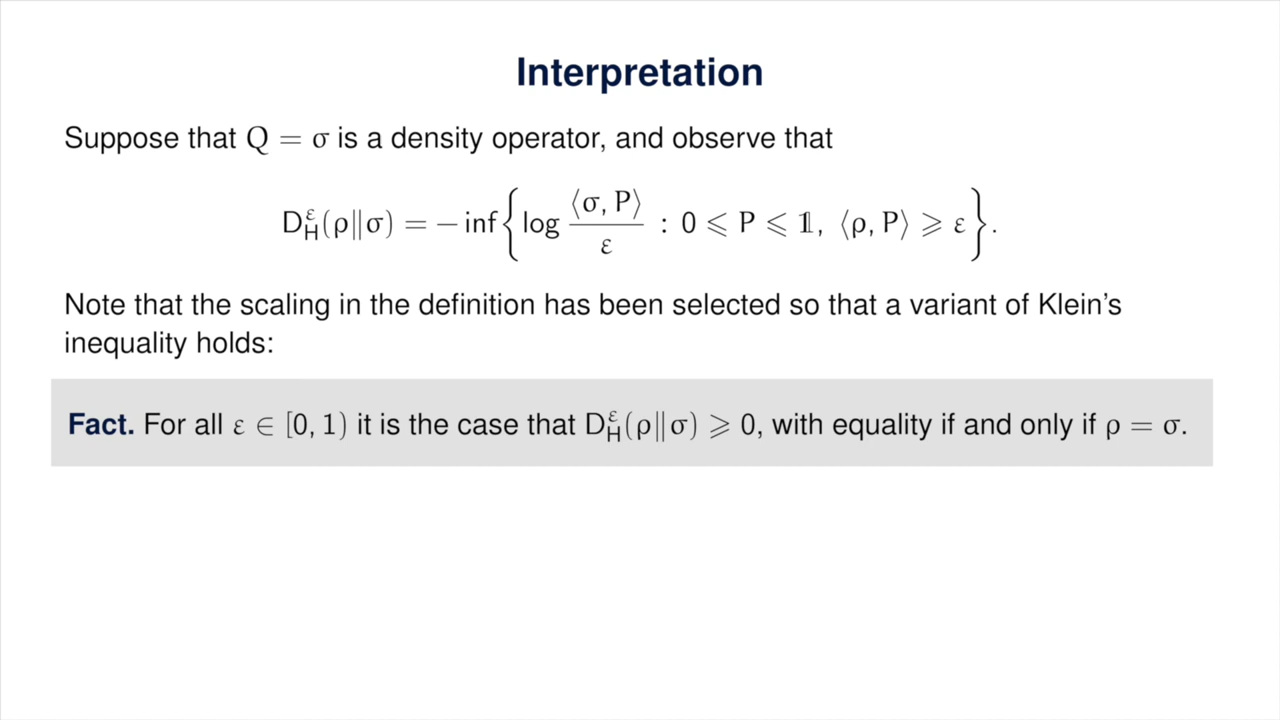 Interpretation
Suppose that Q = σ is a density operator, and observe that
D_H^ε(ρ‖σ) = − inf{ log ⟨σ, P⟩ / ε : 0 ⩽ P ⩽ 𝟙, ⟨ρ, P⟩ ⩾ ε }.
Note that the scaling in the definition has been selected so that a variant of Klein's
inequality holds:
Fact. For all ε ∈ [0, 1) it is the case that D_H^ε(ρ‖σ) ⩾ 0, with equality if and only if ρ = σ.